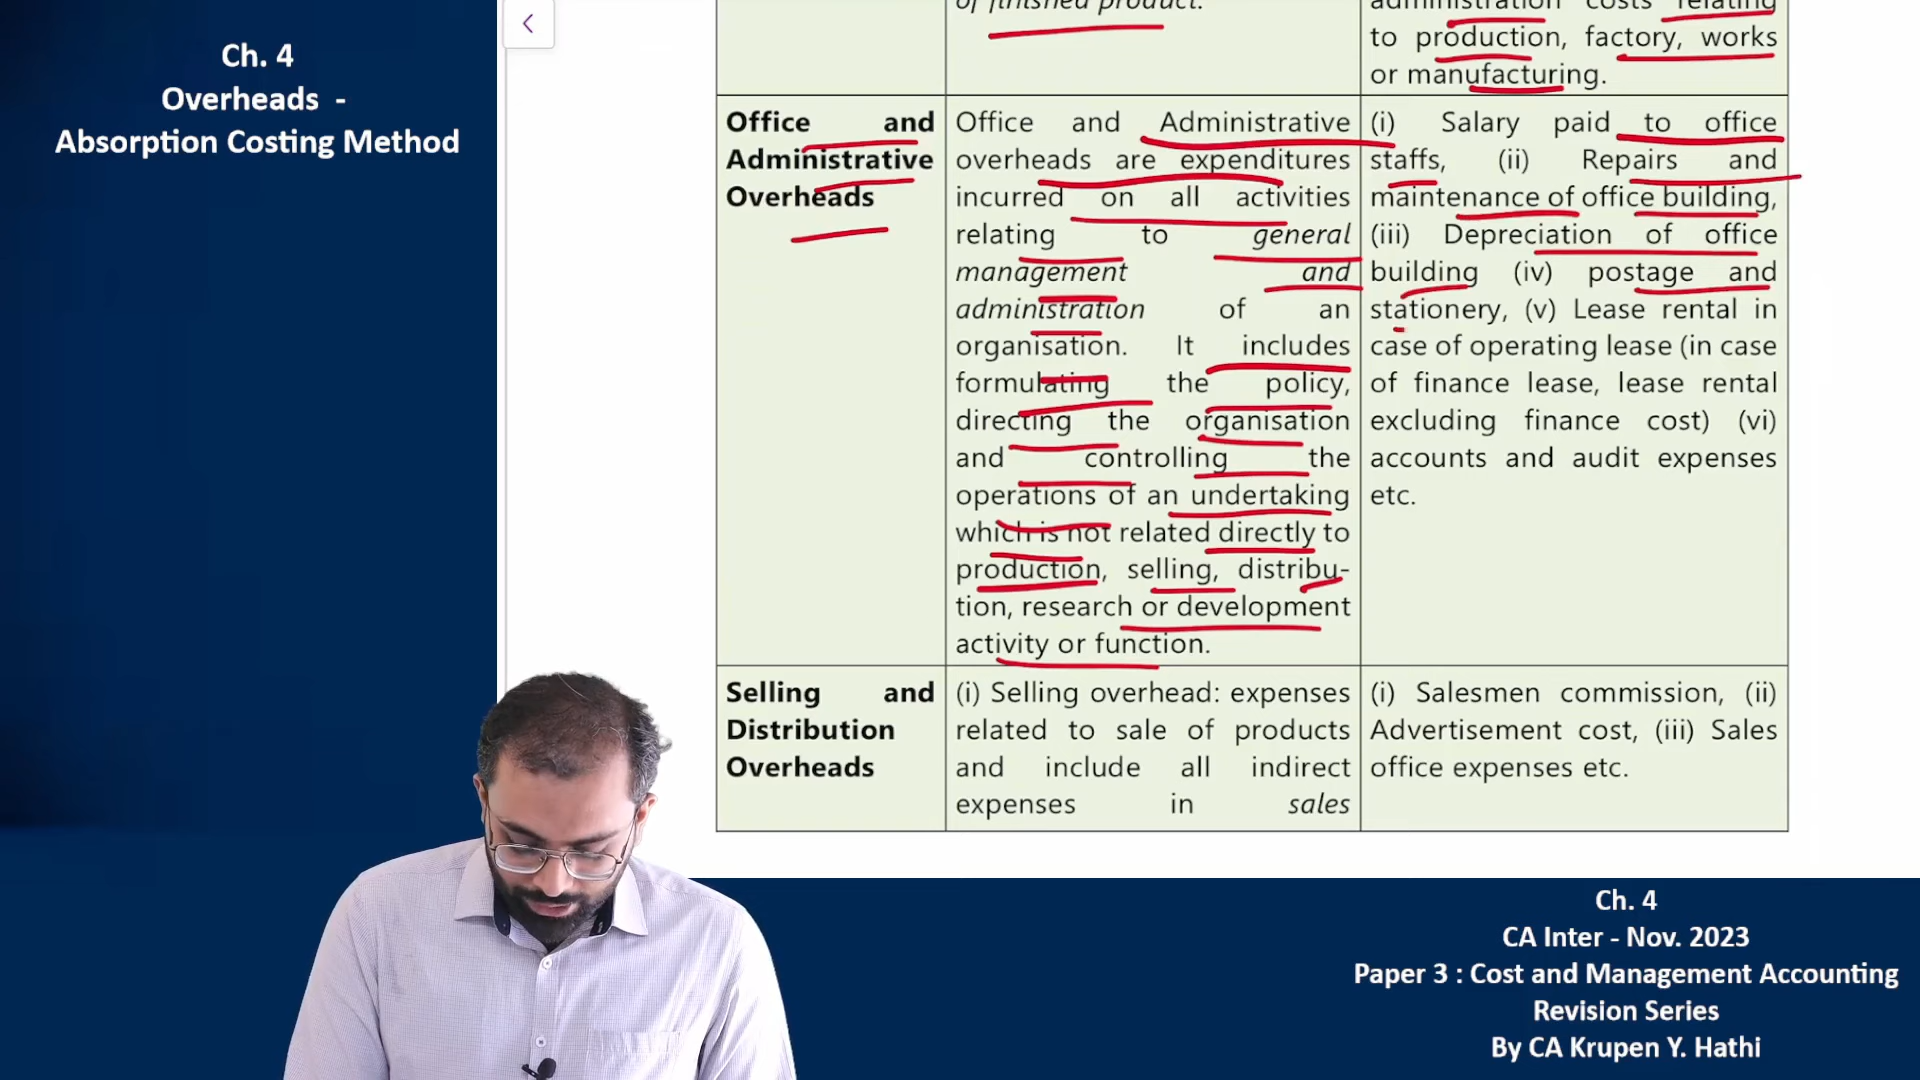 Ch. 4
Overheads -
Absorption Costing Method
of finished product.
administration costs relating
to production, factory, works
or manufacturing.
Office and
Administrative
Overheads
Office and Administrative
overheads are expenditures
incurred on all activities
relating to general
management and
administration of an
organisation. It includes
formulating the policy,
directing the organisation
and controlling the
operations of an undertaking
which is not related directly to
production, selling, distribu-
tion, research or development
activity or function.
(i) Salary paid to office
staffs, (ii) Repairs and
maintenance of office building,
(iii) Depreciation of office
building (iv) postage and
stationery, (v) Lease rental in
case of operating lease (in case
of finance lease, lease rental
excluding finance cost) (vi)
accounts and audit expenses
etc.
Selling and
Distribution
Overheads
(i) Selling overhead: expenses
related to sale of products
and include all indirect
expenses in sales
(i) Salesmen commission, (ii)
Advertisement cost, (iii) Sales
office expenses etc.
Ch. 4
CA Inter - Nov. 2023
Paper 3 : Cost and Management Accounting
Revision Series
By CA Krupen Y. Hathi